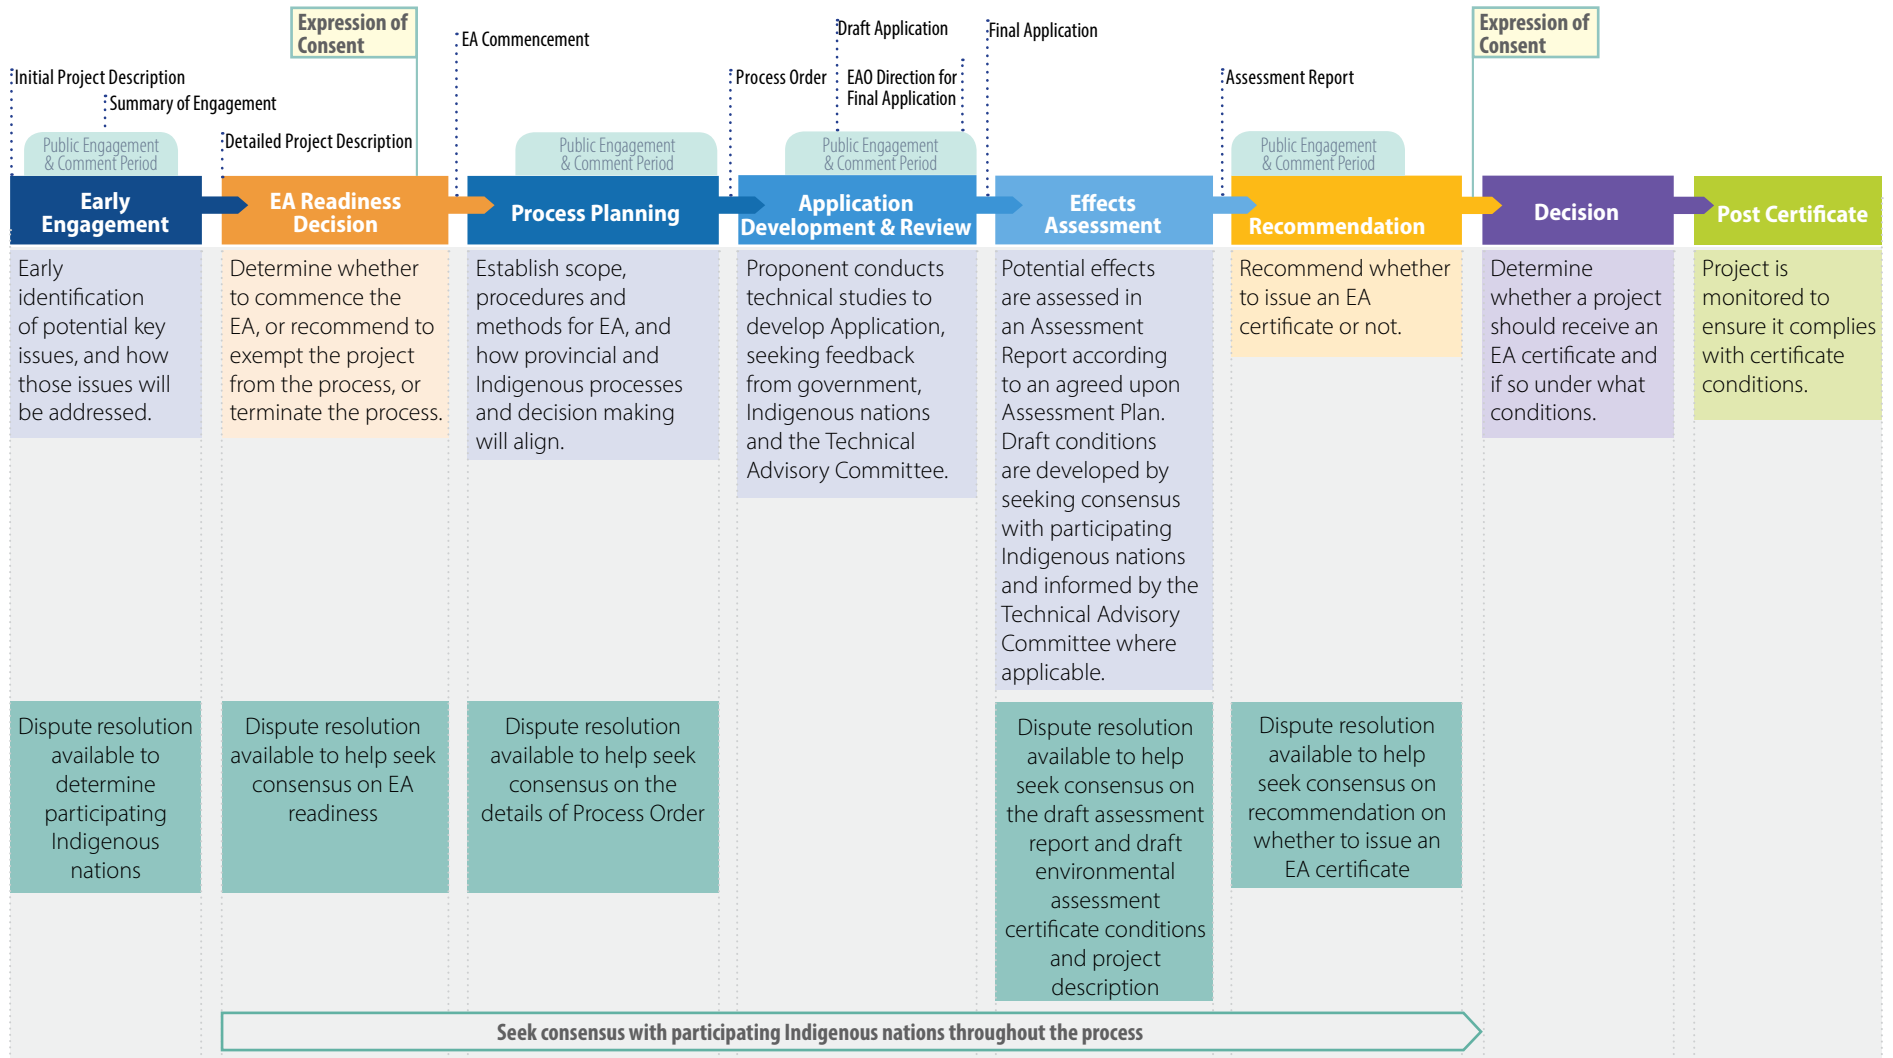 Expression of
Consent
Expression of
Consent
EA Commencement
Draft Application
Final Application
Initial Project Description
Summary of Engagement
Detailed Project Description
Process Order
EAO Direction for
Final Application
Assessment Report
Public Engagement
& Comment Period
Public Engagement
& Comment Period
Public Engagement
& Comment Period
Public Engagement
& Comment Period
Early
Engagement
EA Readiness
Decision
Process Planning
Application
Development & Review
Effects
Assessment
Recommendation
Decision
Post Certificate
Early
identification
of potential key
issues, and how
those issues will
be addressed.
Determine whether
to commence the
EA, or recommend to
exempt the project
from the process, or
terminate the process.
Establish scope,
procedures and
methods for EA, and
how provincial and
Indigenous processes
and decision making
will align.
Proponent conducts
technical studies to
develop Application,
seeking feedback
from government,
Indigenous nations
and the Technical
Advisory Committee.
Potential effects
are assessed in
an Assessment
Report according
to an agreed upon
Assessment Plan.
Draft conditions
are developed by
seeking consensus
with participating
Indigenous nations
and informed by the
Technical Advisory
Committee where
applicable.
Recommend whether
to issue an EA
certificate or not.
Determine
whether a project
should receive an
EA certificate and
if so under what
conditions.
Project is
monitored to
ensure it complies
with certificate
conditions.
Dispute resolution
available to
determine
participating
Indigenous
nations
Dispute resolution
available to help seek
consensus on EA
readiness
Dispute resolution
available to help seek
consensus on the
details of Process Order
Dispute resolution
available to help
seek consensus on
the draft assessment
report and draft
environmental
assessment
certificate conditions
and project
description
Dispute resolution
available to help
seek consensus on
recommendation on
whether to issue an
EA certificate
Seek consensus with participating Indigenous nations throughout the process